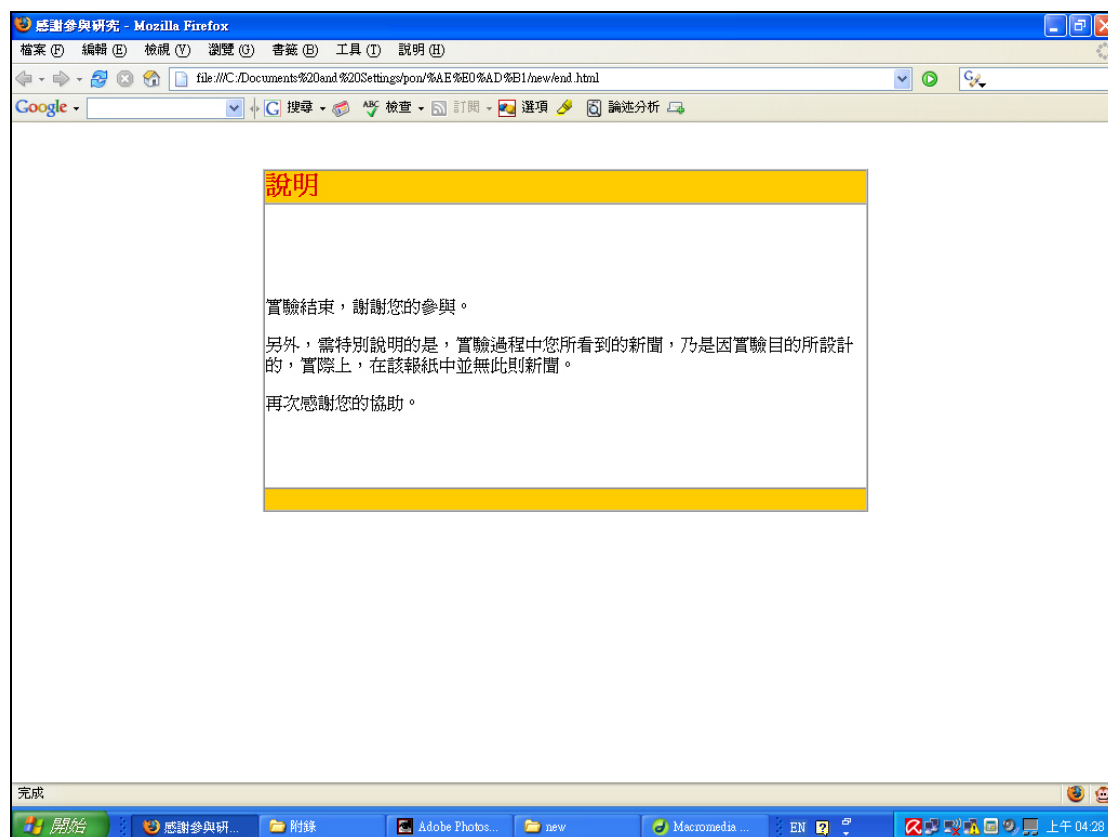 感謝參與研究 - Mozilla Firefox
檔案(F) 編輯(E) 檢視(V) 瀏覽(G) 書籤(B) 工具(T) 說明(H)
file:///C:/Documents%20and%20Settings/pon/%AE%E0%AD%B1/new/end.html
G
Google 搜尋 ABC 檢查 訂閱 選項 論述分析
說明
實驗結束,謝謝您的參與。
另外,需特別說明的是,實驗過程中您所看到的新聞,乃是因實驗目的所設計
的,實際上,在該報紙中並無此則新聞。
再次感謝您的協助。
完成
開始 感謝參與研... 附錄 Adobe Photos... new Macromedia ... EN 上午 04:28